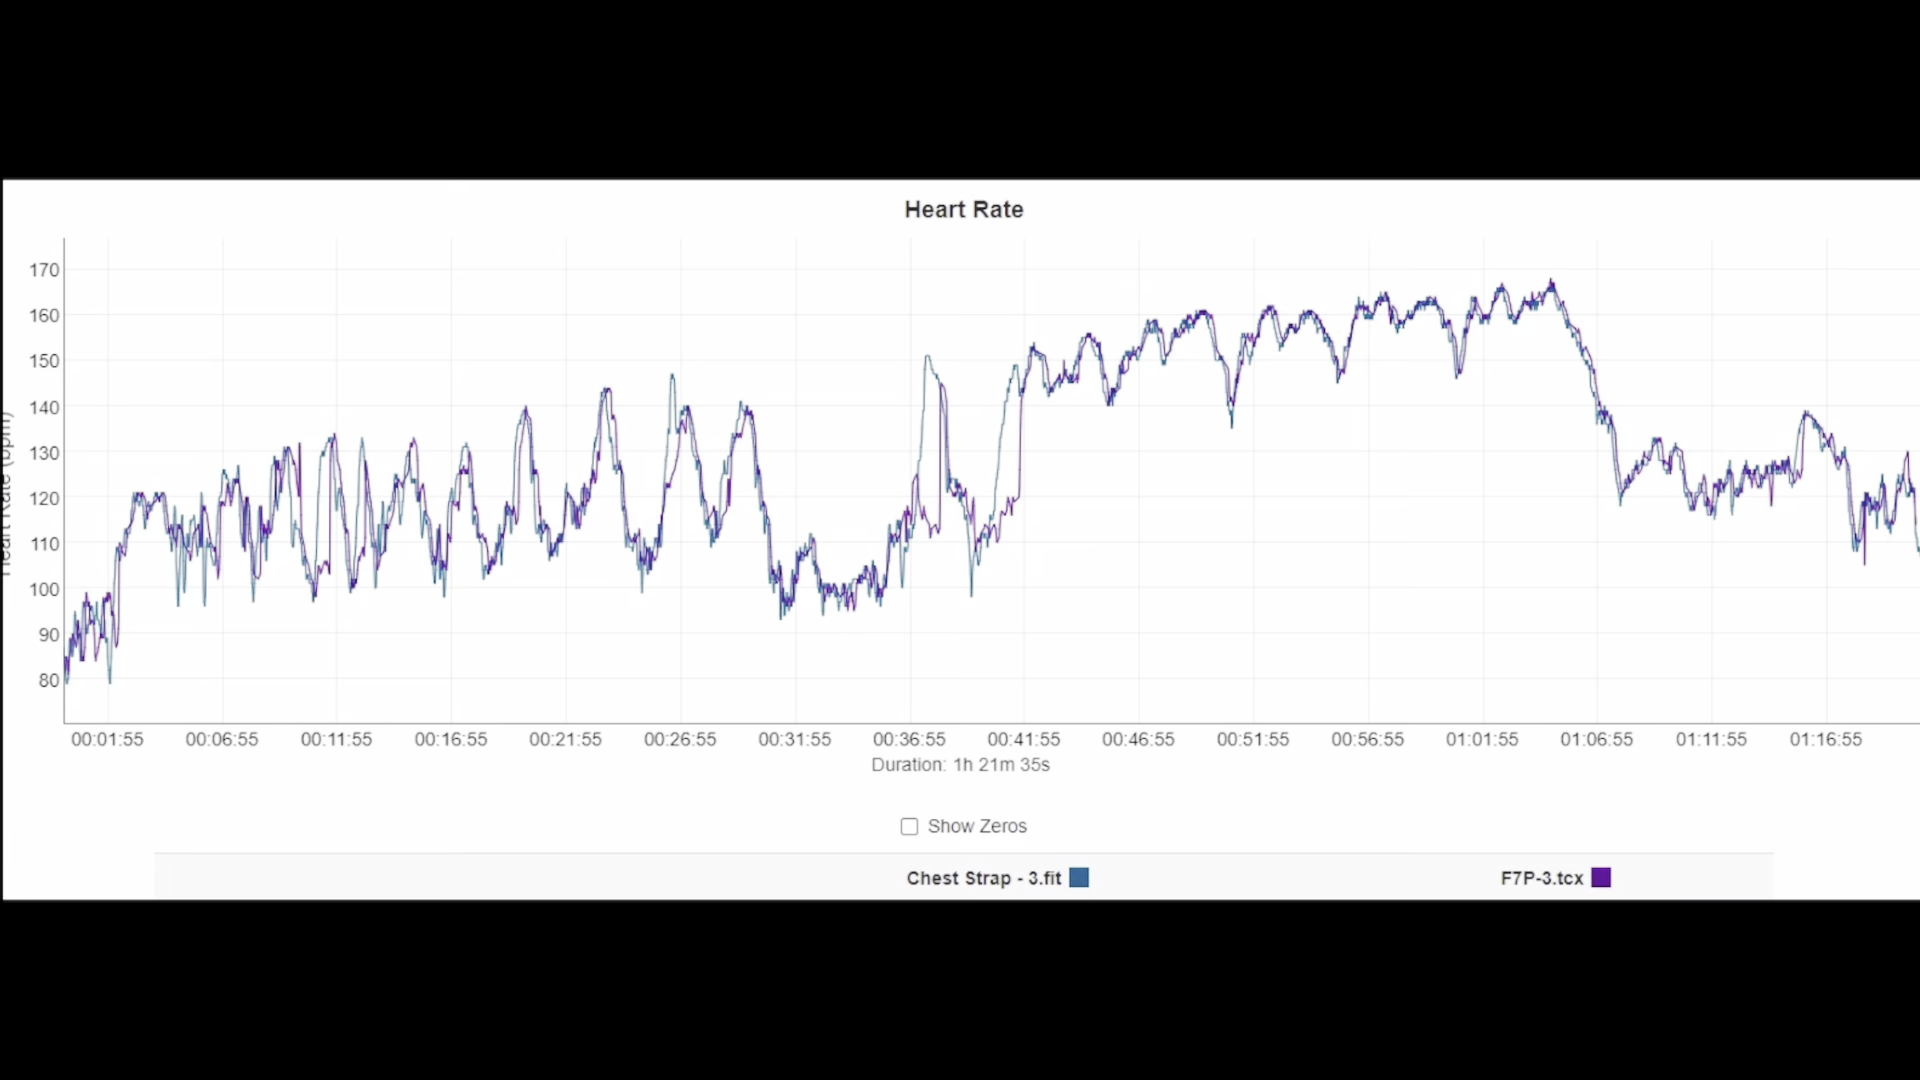 Heart Rate
170
160
150
140
130
120
110
100
90
80
Heart Rate (bpm)
00:01:55 00:06:55 00:11:55 00:16:55 00:21:55 00:26:55 00:31:55 00:36:55 00:41:55 00:46:55 00:51:55 00:56:55 01:01:55 01:06:55 01:11:55 01:16:55
Duration: 1h 21m 35s
Show Zeros
Chest Strap - 3.fit F7P-3.tcx